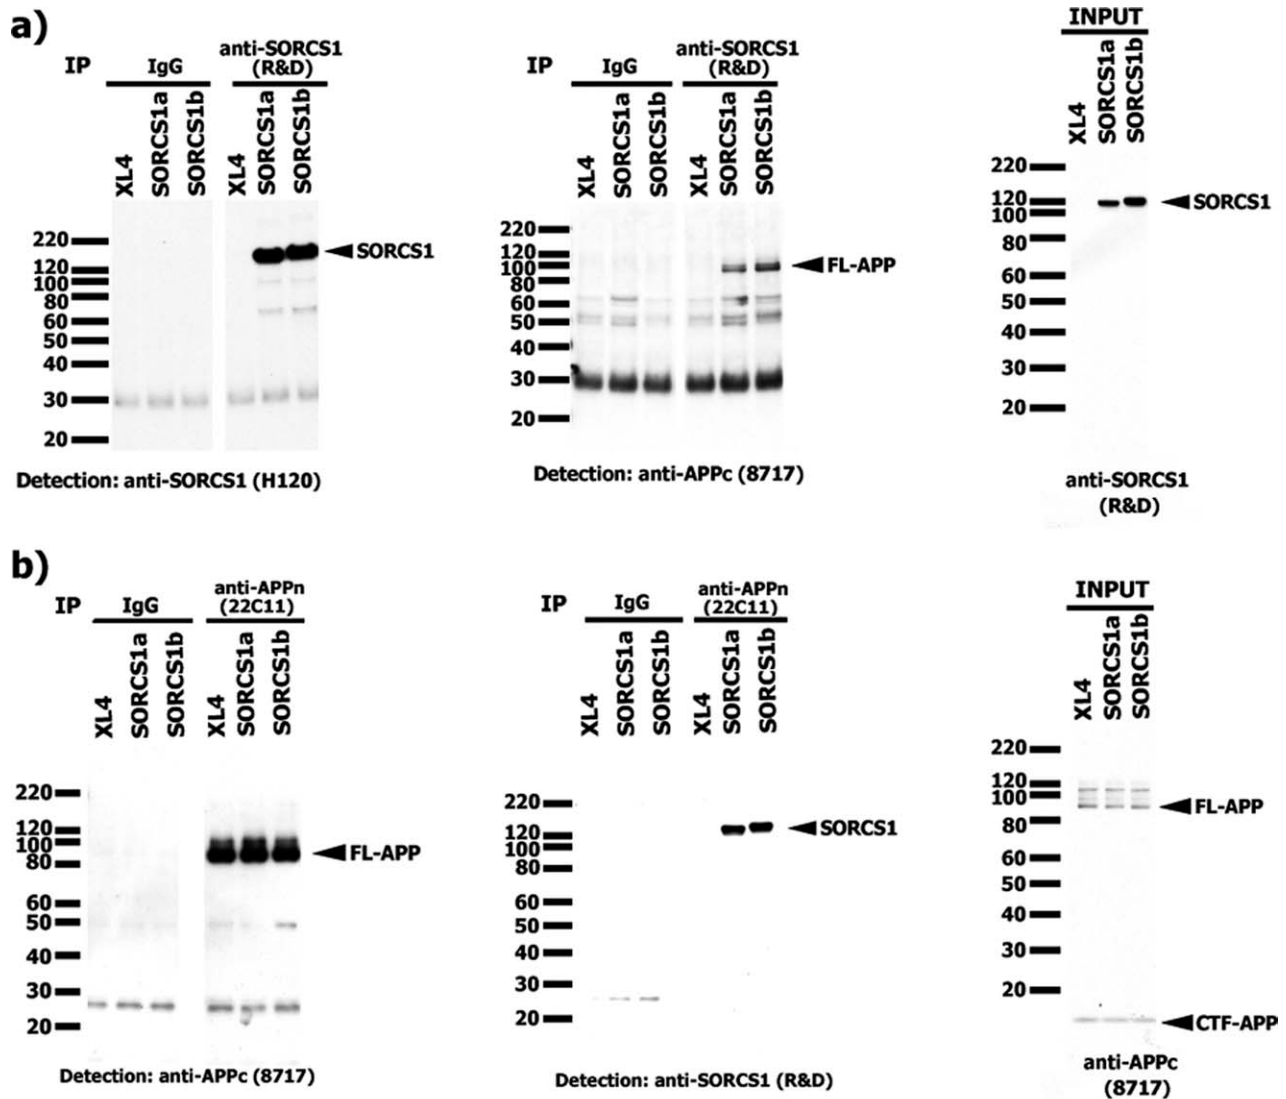 a)
IP
IgG
anti-SORCS1
(R&D)
XL4
SORCS1a
SORCS1b
XL4
SORCS1a
SORCS1b
220
120
100
80
60
50
40
30
20
SORCS1
Detection: anti-SORCS1 (H120)
IP
IgG
anti-SORCS1
(R&D)
XL4
SORCS1a
SORCS1b
XL4
SORCS1a
SORCS1b
220
120
100
80
60
50
40
30
20
FL-APP
Detection: anti-APPc (8717)
INPUT
XL4
SORCS1a
SORCS1b
220
120
100
80
60
50
40
30
20
SORCS1
anti-SORCS1
(R&D)
b)
IP
IgG
anti-APPn
(22C11)
XL4
SORCS1a
SORCS1b
XL4
SORCS1a
SORCS1b
220
120
100
80
60
50
40
30
20
FL-APP
Detection: anti-APPc (8717)
IP
IgG
anti-APPn
(22C11)
XL4
SORCS1a
SORCS1b
XL4
SORCS1a
SORCS1b
220
120
100
80
60
50
40
30
20
SORCS1
Detection: anti-SORCS1 (R&D)
INPUT
XL4
SORCS1a
SORCS1b
220
120
100
80
60
50
40
30
20
FL-APP
CTF-APP
anti-APPc
(8717)